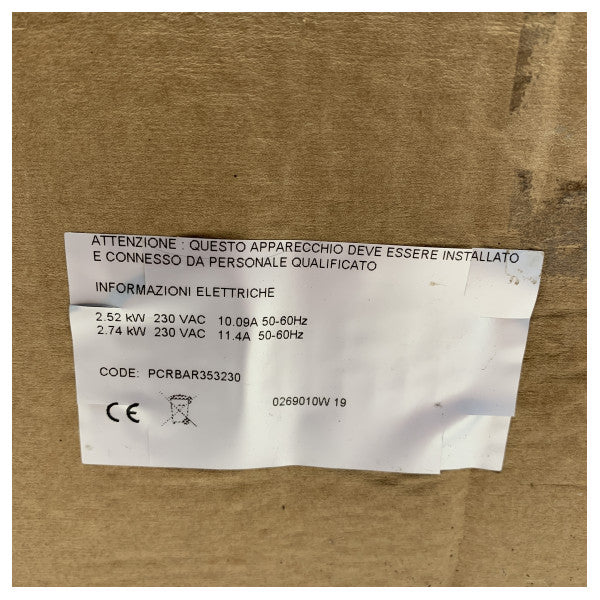 ATTENZIONE : QUESTO APPARECCHIO DEVE ESSERE INSTALLATO
E CONNESSO DA PERSONALE QUALIFICATO
INFORMAZIONI ELETTRICHE
2.52 kW 230 VAC 10.09A 50-60Hz
2.74 kW 230 VAC 11.4A 50-60Hz
CODE: PCRBAR353230
CE
0269010W 19